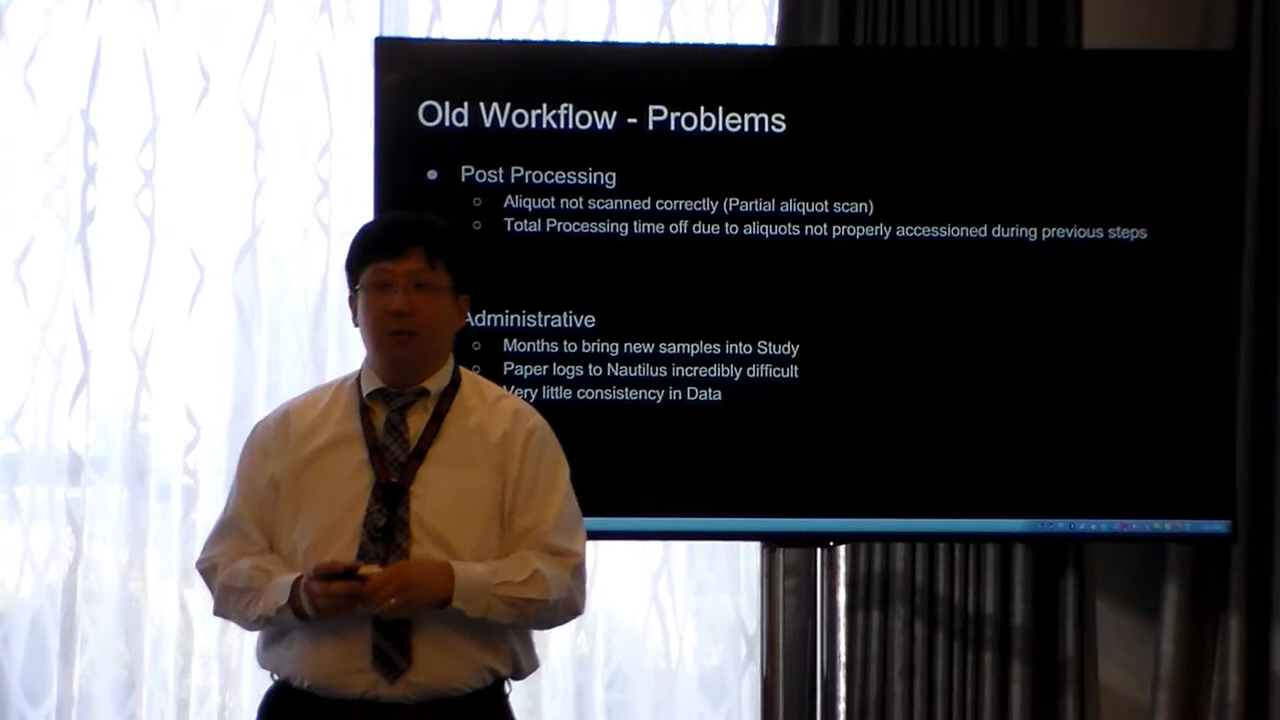 Old Workflow - Problems
Post Processing
Aliquot not scanned correctly (Partial aliquot scan)
Total Processing time off due to aliquots not properly accessioned during previous steps
Administrative
Months to bring new samples into Study
Paper logs to Nautilus incredibly difficult
Very little consistency in Data